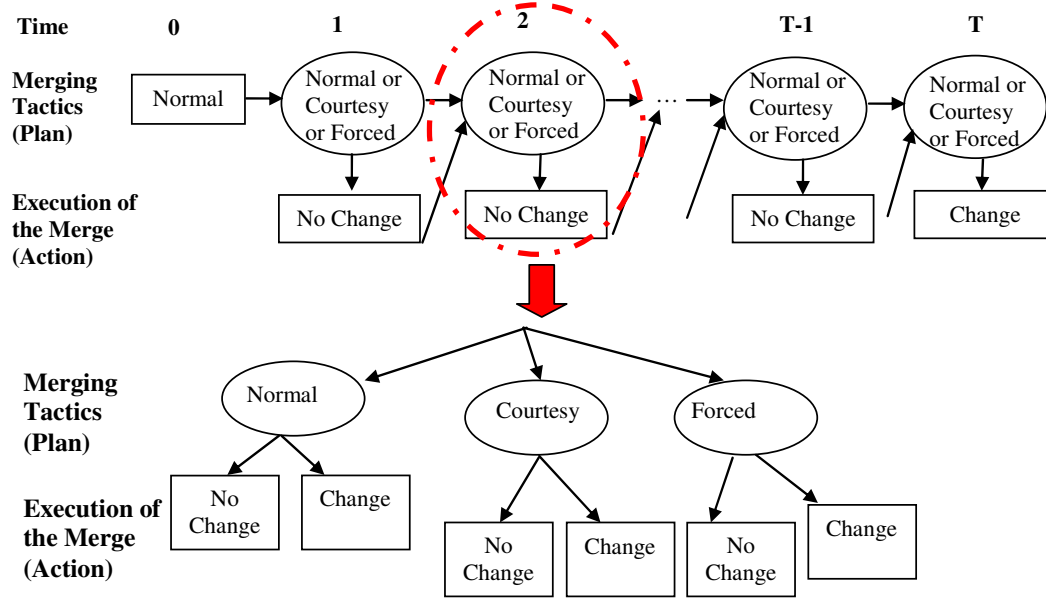 Time 0 1 2 T-1 T
Merging
Tactics
(Plan)
Normal
Normal or
Courtesy
or Forced
Normal or
Courtesy
or Forced
...
Normal or
Courtesy
or Forced
Normal or
Courtesy
or Forced
Execution of
the Merge
(Action)
No Change
No Change
No Change
Change
Merging
Tactics
(Plan)
Normal
Courtesy
Forced
Execution of
the Merge
(Action)
No
Change
Change
No
Change
Change
No
Change
Change